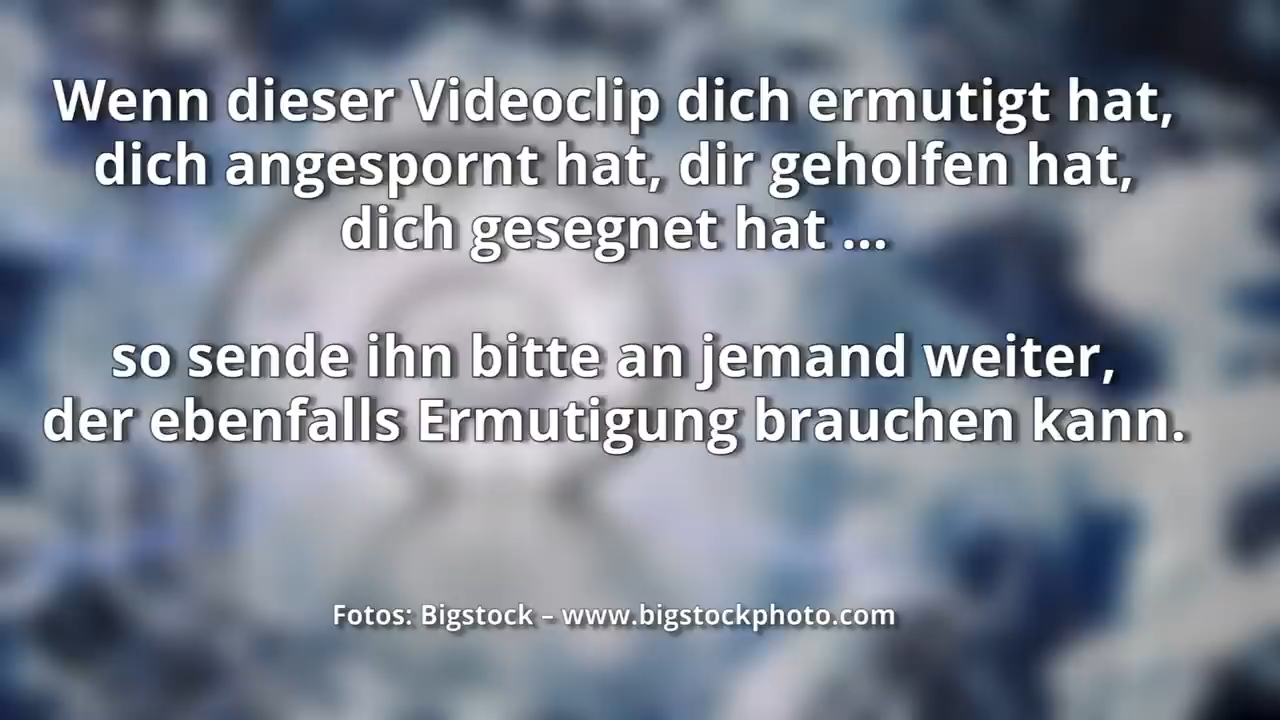 Wenn dieser Videoclip dich ermutigt hat,
dich angespornt hat, dir geholfen hat,
dich gesegnet hat ...
so sende ihn bitte an jemand weiter,
der ebenfalls Ermutigung brauchen kann.
Fotos: Bigstock – www.bigstockphoto.com